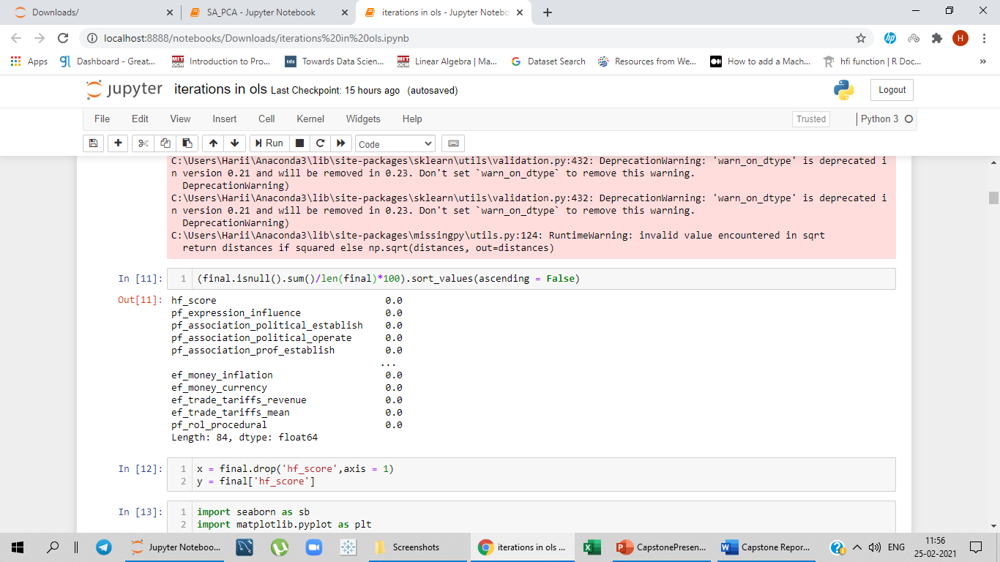 Downloads/
SA_PCA - Jupyter Notebook
iterations in ols - Jupyter Notebo
localhost:8888/notebooks/Downloads/iterations%20in%20ols.ipynb
H
Apps
Dashboard - Great...
Introduction to Pro...
Towards Data Scien...
Linear Algebra | Ma...
Dataset Search
Resources from We...
How to add a Mach...
hfi function | R Doc...
»
jupyter iterations in ols Last Checkpoint: 15 hours ago (autosaved)
Logout
File Edit View Insert Cell Kernel Widgets Help
Trusted
Python 3
Run
Code
C:\Users\Harii\Anaconda3\lib\site-packages\sklearn\utils\validation.py:432: DeprecationWarning: 'warn_on_dtype' is deprecated i
n version 0.21 and will be removed in 0.23. Don't set `warn_on_dtype` to remove this warning.
DeprecationWarning)
C:\Users\Harii\Anaconda3\lib\site-packages\sklearn\utils\validation.py:432: DeprecationWarning: 'warn_on_dtype' is deprecated i
n version 0.21 and will be removed in 0.23. Don't set `warn_on_dtype` to remove this warning.
DeprecationWarning)
C:\Users\Harii\Anaconda3\lib\site-packages\missingpy\utils.py:124: RuntimeWarning: invalid value encountered in sqrt
return distances if squared else np.sqrt(distances, out=distances)
In [11]: 1 (final.isnull().sum()/len(final)*100).sort_values(ascending = False)
Out[11]: hf_score 0.0
pf_expression_influence 0.0
pf_association_political_establish 0.0
pf_association_political_operate 0.0
pf_association_prof_establish 0.0
...
ef_money_inflation 0.0
ef_money_currency 0.0
ef_trade_tariffs_revenue 0.0
ef_trade_tariffs_mean 0.0
pf_rol_procedural 0.0
Length: 84, dtype: float64
In [12]: 1 x = final.drop('hf_score',axis = 1)
2 y = final['hf_score']
In [13]: 1 import seaborn as sb
2 import matplotlib.pyplot as plt
Jupyter Noteboo...
Screenshots
iterations in ols ...
CapstonePresen...
Capstone Repor...
ENG
11:56
25-02-2021